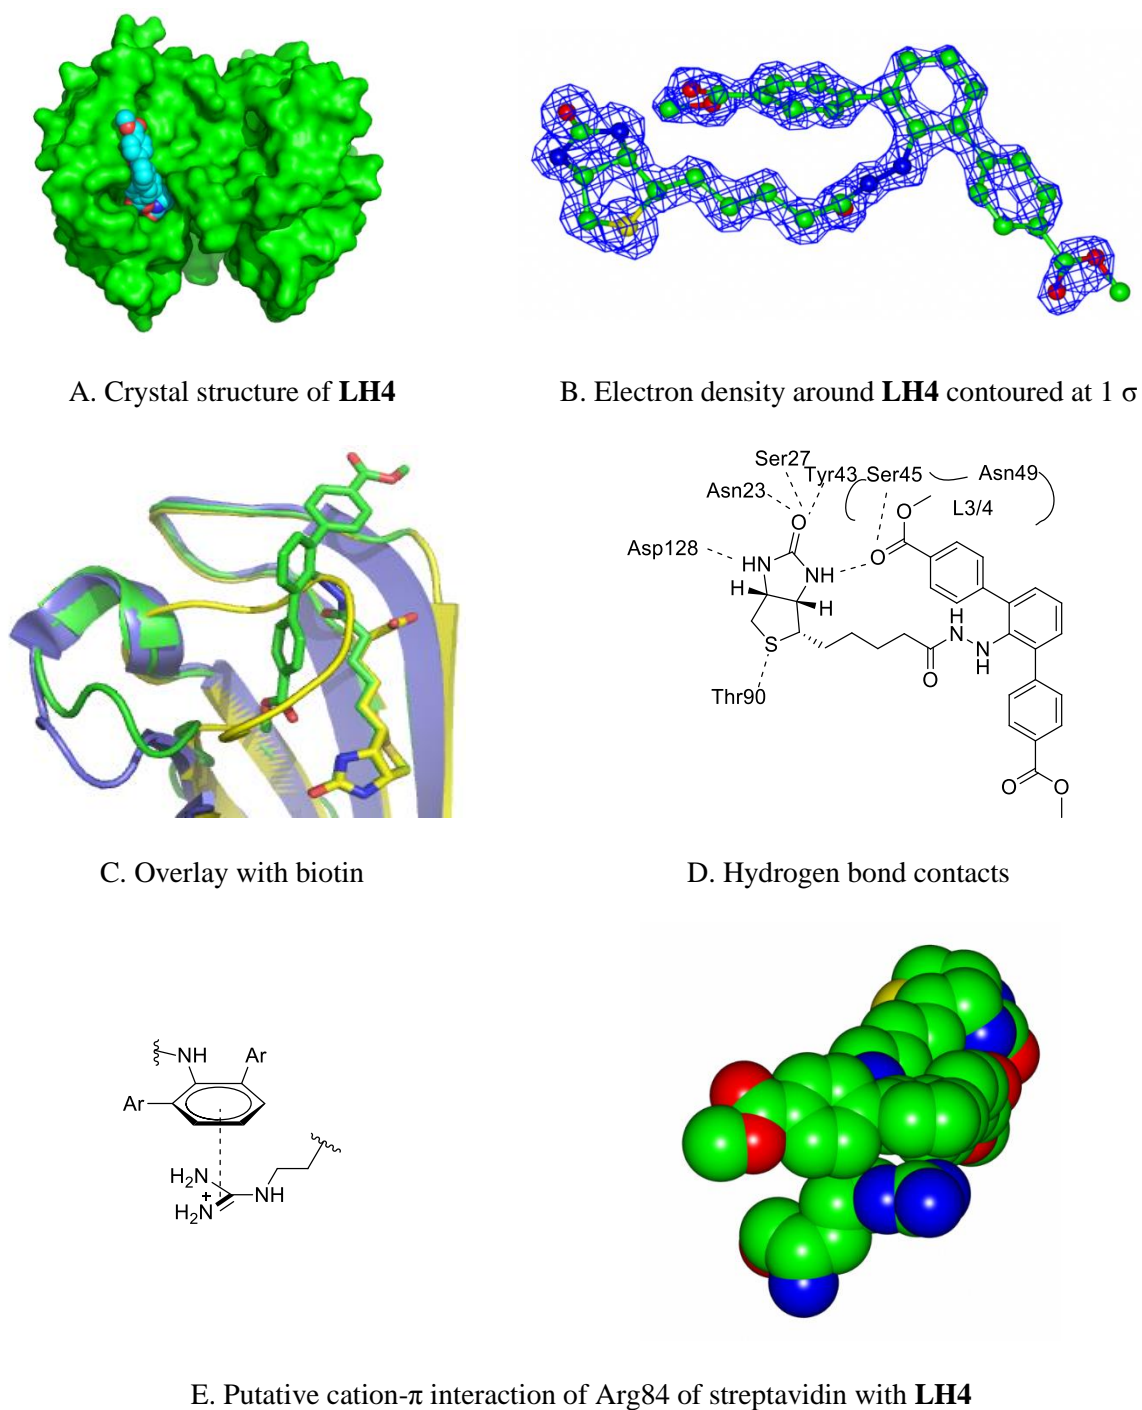 A. Crystal structure of LH4
B. Electron density around LH4 contoured at 1 σ
Ser27
Tyr43
Ser45
Asn49
Asn23
L3/4
O
O
O
Asp128
HN
NH
H
H
S
H
N
N
H
O
Thr90
O
O
C. Overlay with biotin
D. Hydrogen bond contacts
NH
Ar
Ar
H2N
+
H2N
NH
E. Putative cation-π interaction of Arg84 of streptavidin with LH4